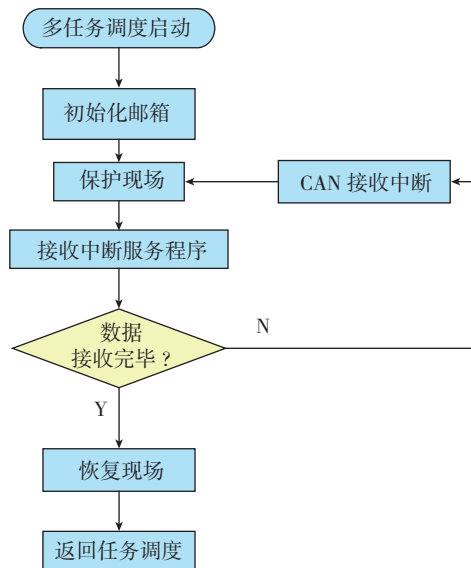 多任务调度启动
初始化邮箱
保护现场
CAN 接收中断
接收中断服务程序
数据
接收完毕？
N
Y
恢复现场
返回任务调度